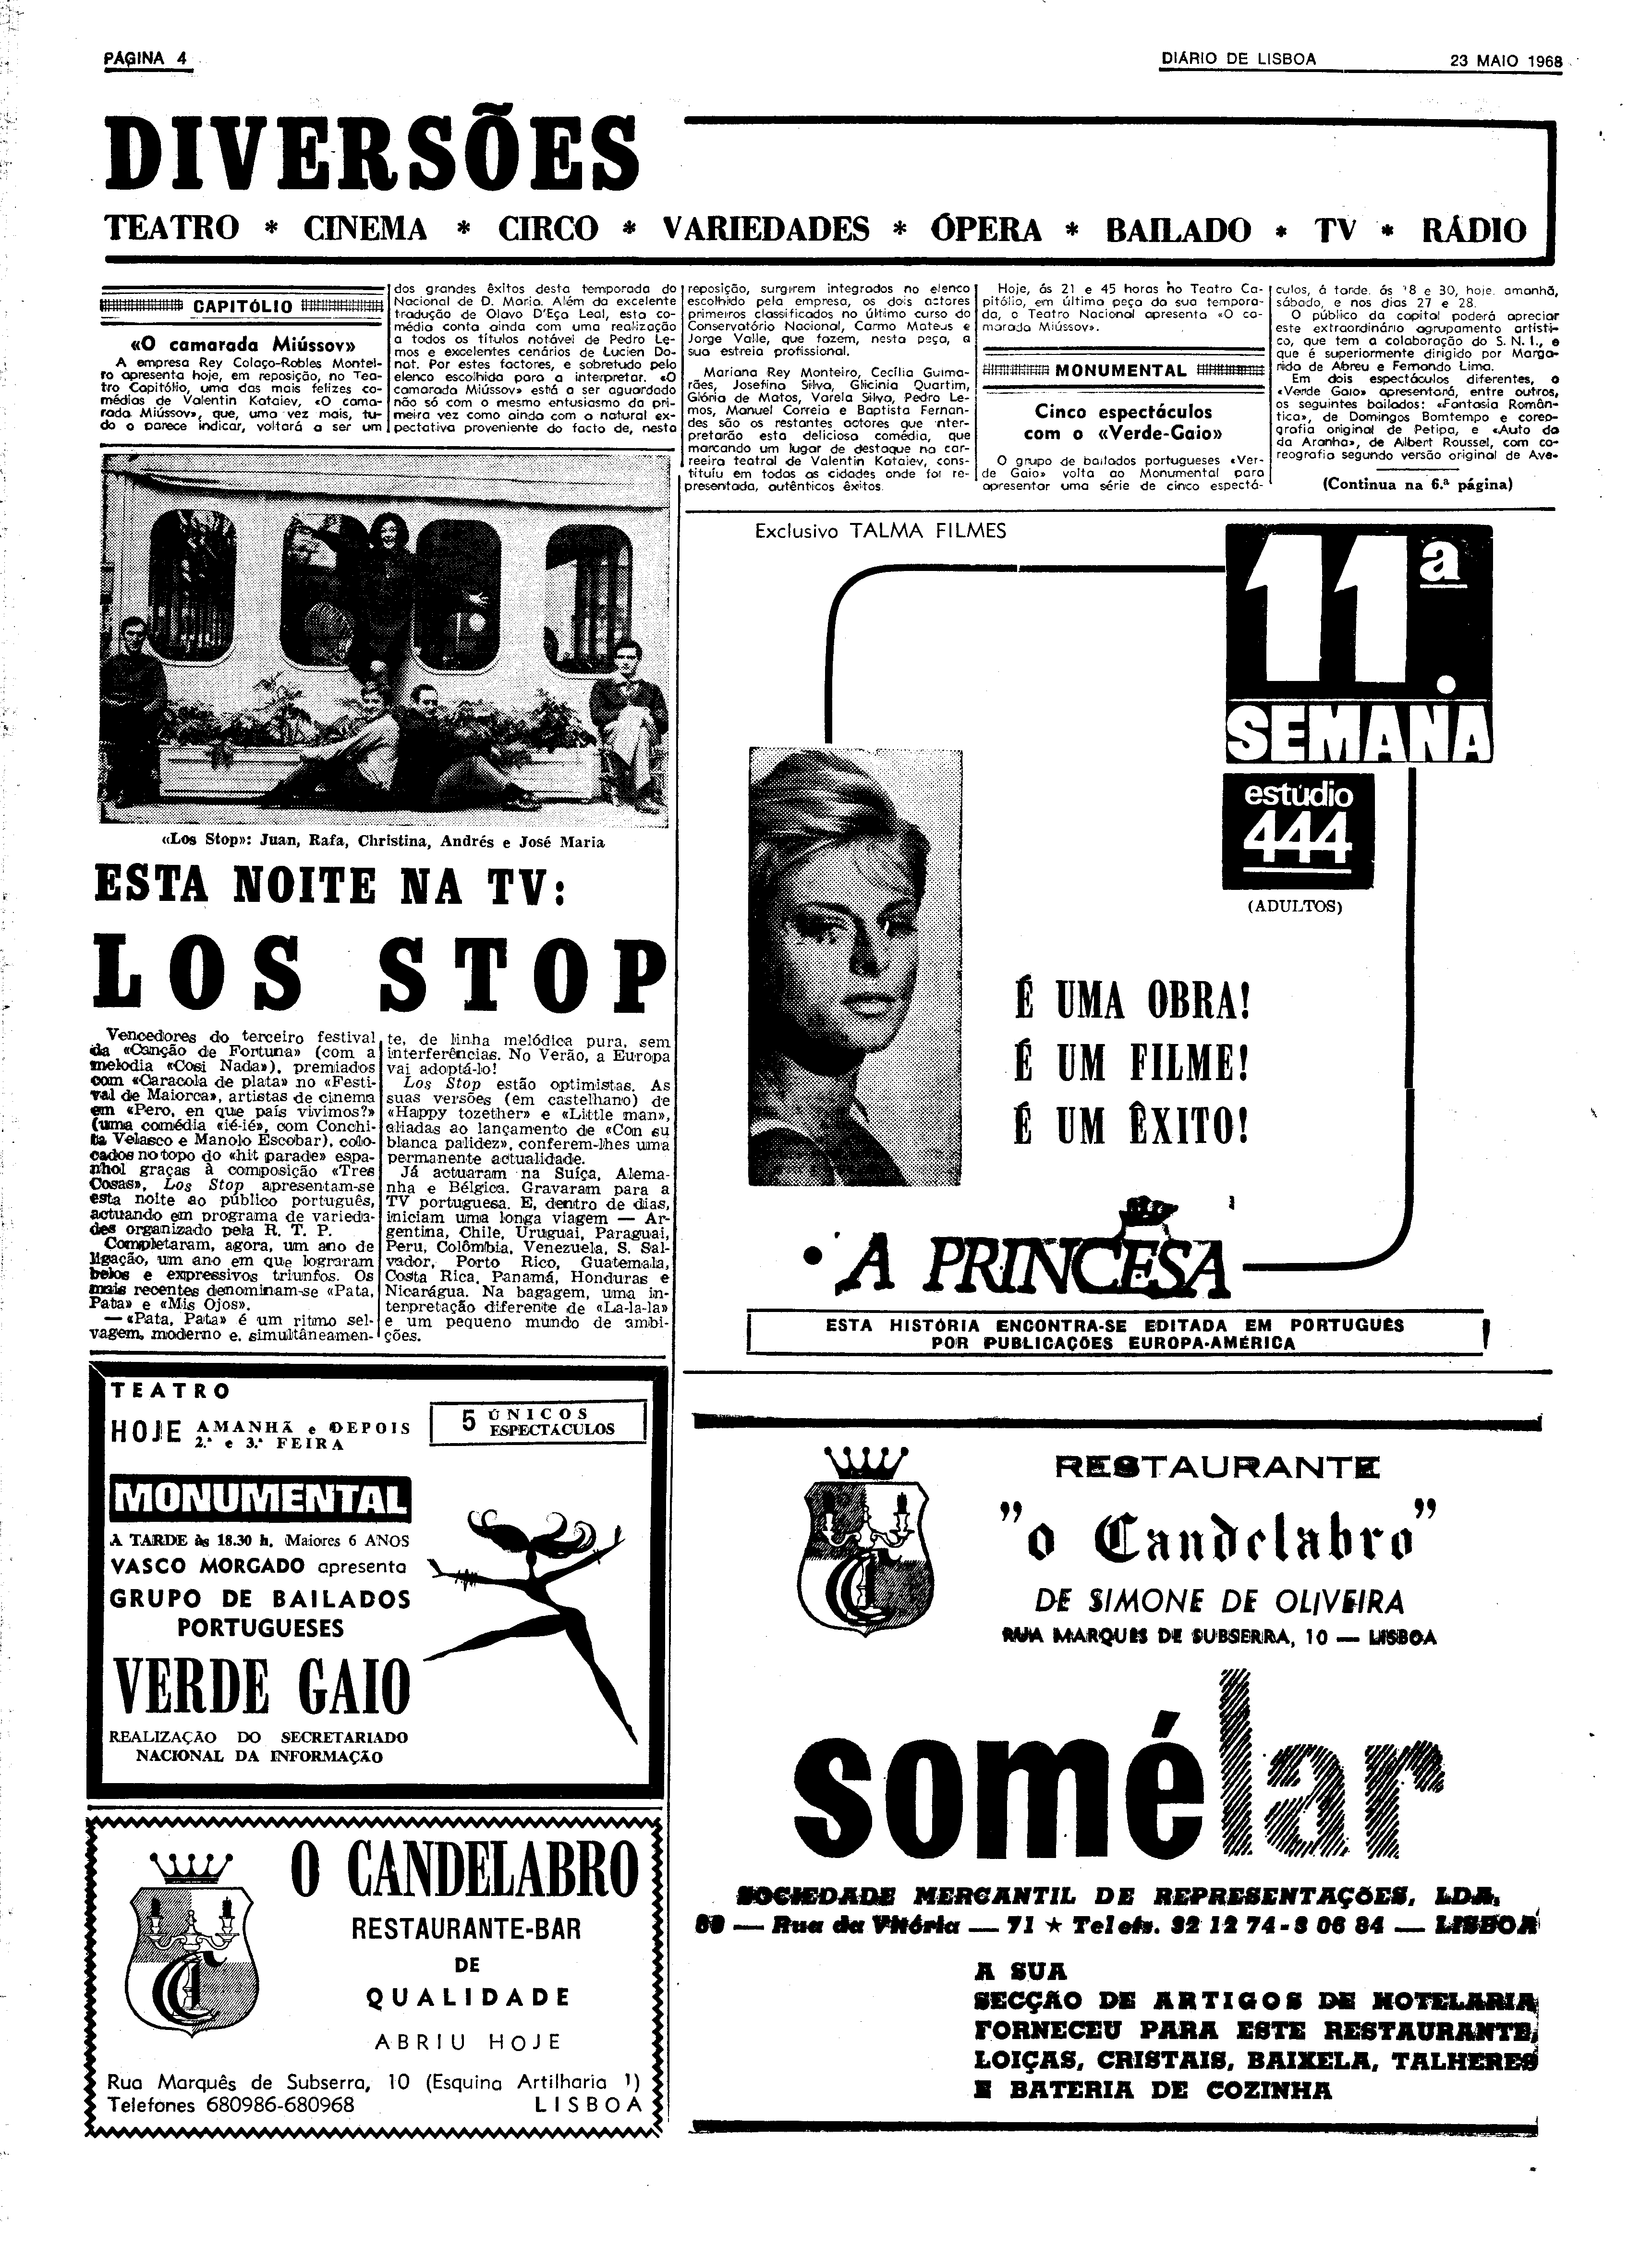 PÁGINA 4
DIÁRIO DE LISBOA
23 MAIO 1968
DIVERSÕES
TEATRO * CINEMA * CIRCO * VARIEDADES * ÓPERA * BAILADO * TV * RÁDIO
CAPITÓLIO
«O camarada Miússov»
A empresa Rey Colaço-Robles Montei-
ro apresenta hoje, em reposição, no Tea-
tro Capitólio, uma das mais felizes co-
médias de Valentin Kataiev, «O cama-
rada Miússov», que, uma vez mais, tu-
do o parece indicar, voltará a ser um
dos grandes êxitos desta temporada do
Nacional de D. Maria. Além da excelente
tradução de Olavo D'Eça Leal, esta co-
média conta ainda com uma realização
a todos os títulos notável de Pedro Le-
mos e excelentes cenários de Lucien Do-
nat. Por estes factores, e sobretudo pelo
elenco escolhido para a interpretar. «O
camarada Miússov» está a ser aguardado
não só com o mesmo entusiasmo da pri-
meira vez como ainda com a natural ex-
pectativa proveniente do facto de, nesta
reposição, surgirem integrados no elenco
escolhido pela empresa, os dois actores
primeiros classificados no último curso do
Conservatório Nacional, Carmo Mateus e
Jorge Valle, que fazem, nesta peça, a
sua estreia profissional.
Mariana Rey Monteiro, Cecília Guima-
rães, Josefina Silva, Glicínia Quartim,
Glória de Matos, Varela Silva, Pedro Le-
mos, Manuel Correia e Baptista Fernan-
des são os restantes actores que inter-
pretarão esta deliciosa comédia, que
marcando um lugar de destaque na car-
reeira teatral de Valentin Kataiev, cons-
tituíu em todas as cidades onde foi re-
presentada, autênticos êxitos.
Hoje, às 21 e 45 horas no Teatro Ca-
pitólio, em última peça da sua tempora-
da, o Teatro Nacional apresenta «O ca-
marada Miússov».
MONUMENTAL
Cinco espectáculos
com o «Verde-Gaio»
O grupo de bailados portugueses «Ver-
de Gaio» volta ao Monumental para
apresentar uma série de cinco espectá-
culos, à tarde. às 18 e 30, hoje, amanhã,
sábado, e nos dias 27 e 28.
O público da capital poderá apreciar
este extraordinário agrupamento artísti-
co, que tem a colaboração do S. N. I., e
que é superiormente dirigido por Marga-
rida de Abreu e Fernando Lima.
Em dois espectáculos diferentes, o
«Verde Gaio» apresentará, entre outros,
os seguintes bailados: «Fantasia Român-
tica», de Domingos Bomtempo e coreo-
grafia original de Petipa, e «Auto da
da Aranha», de Albert Roussel, com co-
reografia segundo versão original de Ave-
(Continua na 6.ª página)
«Los Stop»: Juan, Rafa, Christina, Andrés e José Maria
ESTA NOITE NA TV:
LOS STOP
Vencedores do terceiro festival
da «Canção de Fortuna» (com a
melodia «Cosi Nada»), premiados
com «Caracola de plata» no «Festi-
val de Maiorca», artistas de cinema
em «Pero, en que país vivimos?»
(uma comédia «ié-ié», com Conchi-
ta Velasco e Manolo Escobar), colo-
cados no topo do «hit parade» espa-
nhol graças à composição «Tres
Cosas», Los Stop apresentam-se
esta noite ao público português,
actuando em programa de varieda-
des organizado pela R. T. P.
Completaram, agora, um ano de
ligação, um ano em que lograram
belos e expressivos triunfos. Os
mais recentes denominam-se «Pata,
Pata» e «Mis Ojos».
— «Pata, Pata» é um ritmo sel-
vagem, moderno e, simultâneamen-
te, de linha melódica pura, sem
interferências. No Verão, a Europa
vai adoptá-lo!
Los Stop estão optimistas. As
suas versões (em castelhano) de
«Happy tozether» e «Little man»,
aliadas ao lançamento de «Con su
blanca palidez», conferem-lhes uma
permanente actualidade.
Já actuaram na Suíça, Alema-
nha e Bélgica. Gravaram para a
TV portuguesa. E, dentro de dias,
iniciam uma longa viagem — Ar-
gentina, Chile, Uruguai, Paraguai,
Peru, Colômbia, Venezuela, S. Sal-
vador, Porto Rico, Guatemala,
Costa Rica, Panamá, Honduras e
Nicarágua. Na bagagem, uma in-
terpretação diferente de «La-la-la»
e um pequeno mundo de ambi-
ções.
Exclusivo TALMA FILMES
11.ª
SEMANA
estúdio
444
(ADULTOS)
É UMA OBRA!
É UM FILME!
É UM ÊXITO!
A PRINCESA
ESTA HISTÓRIA ENCONTRA-SE EDITADA EM PORTUGUÊS
POR PUBLICAÇÕES EUROPA-AMÉRICA
TEATRO
HOJE AMANHÃ e DEPOIS
2.ª e 3.ª FEIRA
5 ÚNICOS
ESPECTÁCULOS
MONUMENTAL
À TARDE às 18.30 h. Maiores 6 ANOS
VASCO MORGADO apresenta
GRUPO DE BAILADOS
PORTUGUESES
VERDE GAIO
REALIZAÇÃO DO SECRETARIADO
NACIONAL DA INFORMAÇÃO
O CANDELABRO
RESTAURANTE-BAR
DE
QUALIDADE
ABRIU HOJE
Rua Marquês de Subserra, 10 (Esquina Artilharia 1)
Telefones 680986-680968 LISBOA
RESTAURANTE
"o Candelabro"
DE SIMONE DE OLIVEIRA
RUA MARQUES DE SUBSERRA, 10 — LISBOA
somélar
SOCIEDADE MERCANTIL DE REPRESENTAÇÕES, LDA.
— Rua da Vitória — 71 ★ Telefs. 32 12 74 - 3 06 84 — LISBOA
A SUA
SECÇÃO DE ARTIGOS DE HOTELARIA
FORNECEU PARA ESTE RESTAURANTE,
LOIÇAS, CRISTAIS, BAIXELA, TALHERES
E BATERIA DE COZINHA